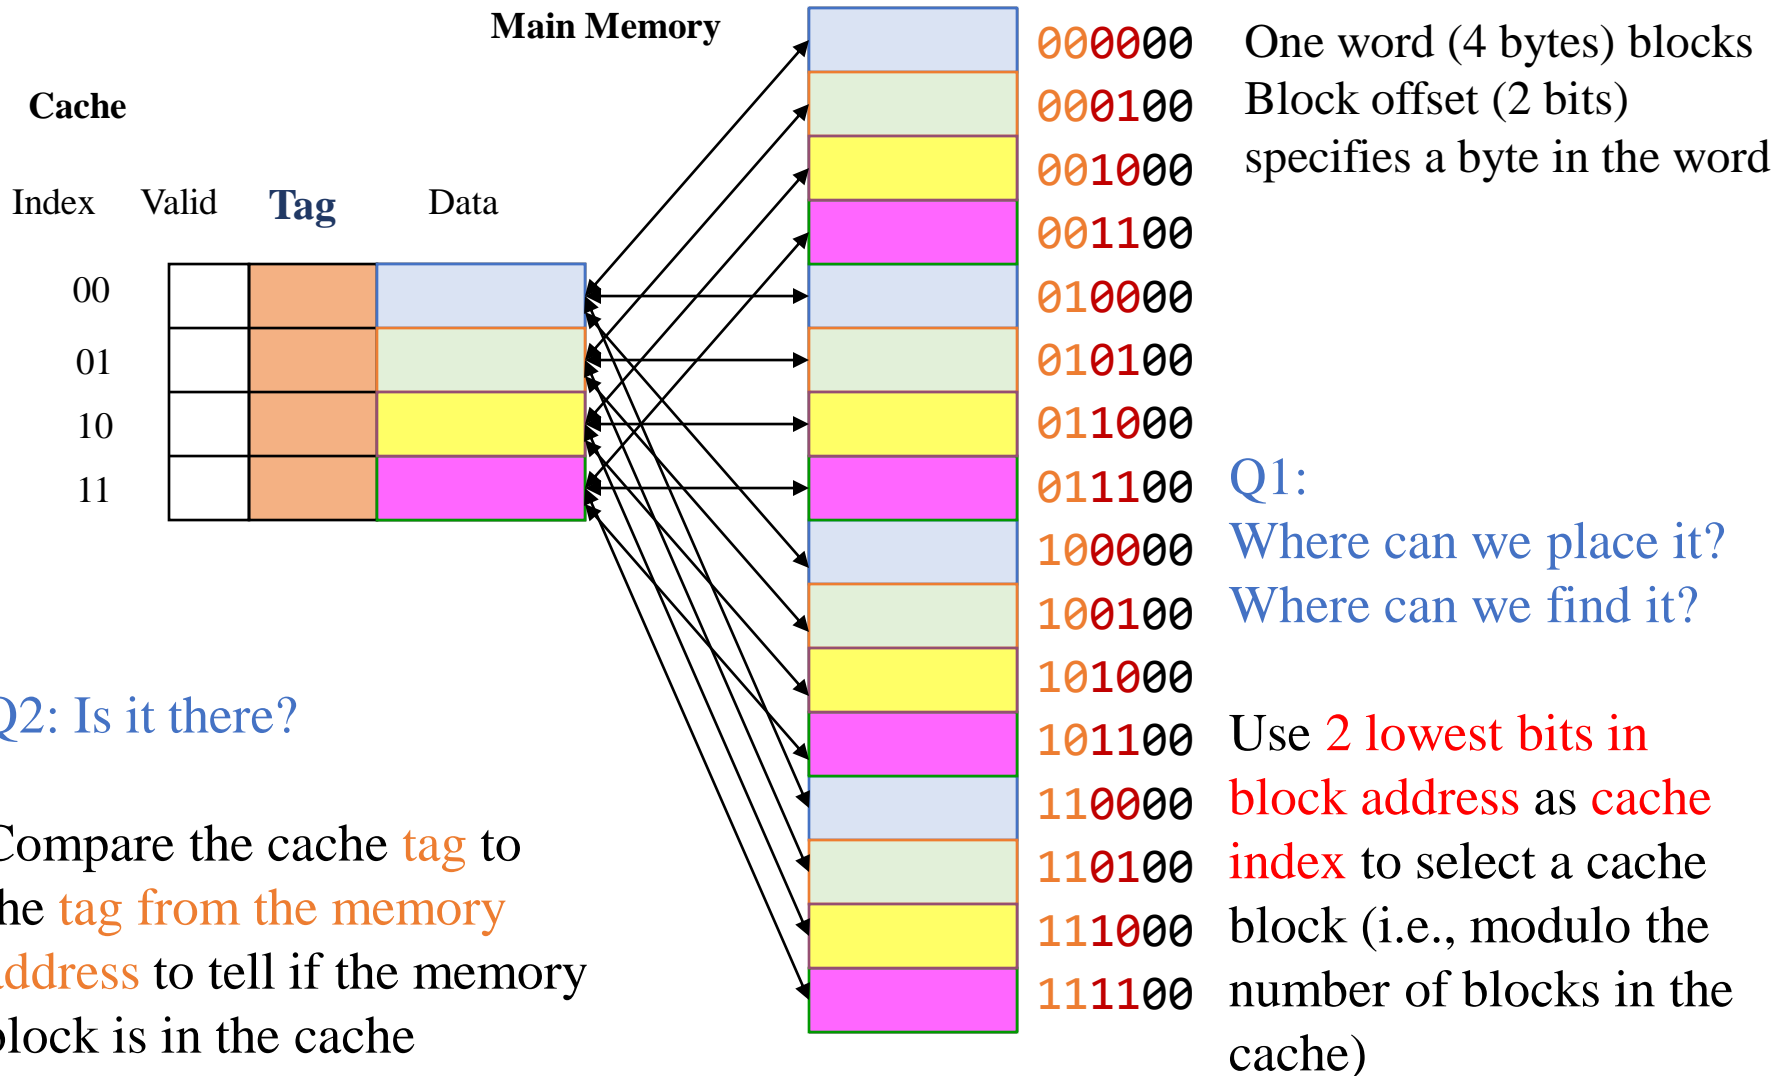 Main Memory
Cache
Index Valid Tag Data
00
01
10
11
000000
000100
001000
001100
010000
010100
011000
011100
100000
100100
101000
101100
110000
110100
111000
111100
One word (4 bytes) blocks
Block offset (2 bits)
specifies a byte in the word
Q1:
Where can we place it?
Where can we find it?
Use 2 lowest bits in
block address as cache
index to select a cache
block (i.e., modulo the
number of blocks in the
cache)
Q2: Is it there?
Compare the cache tag to
the tag from the memory
address to tell if the memory
block is in the cache